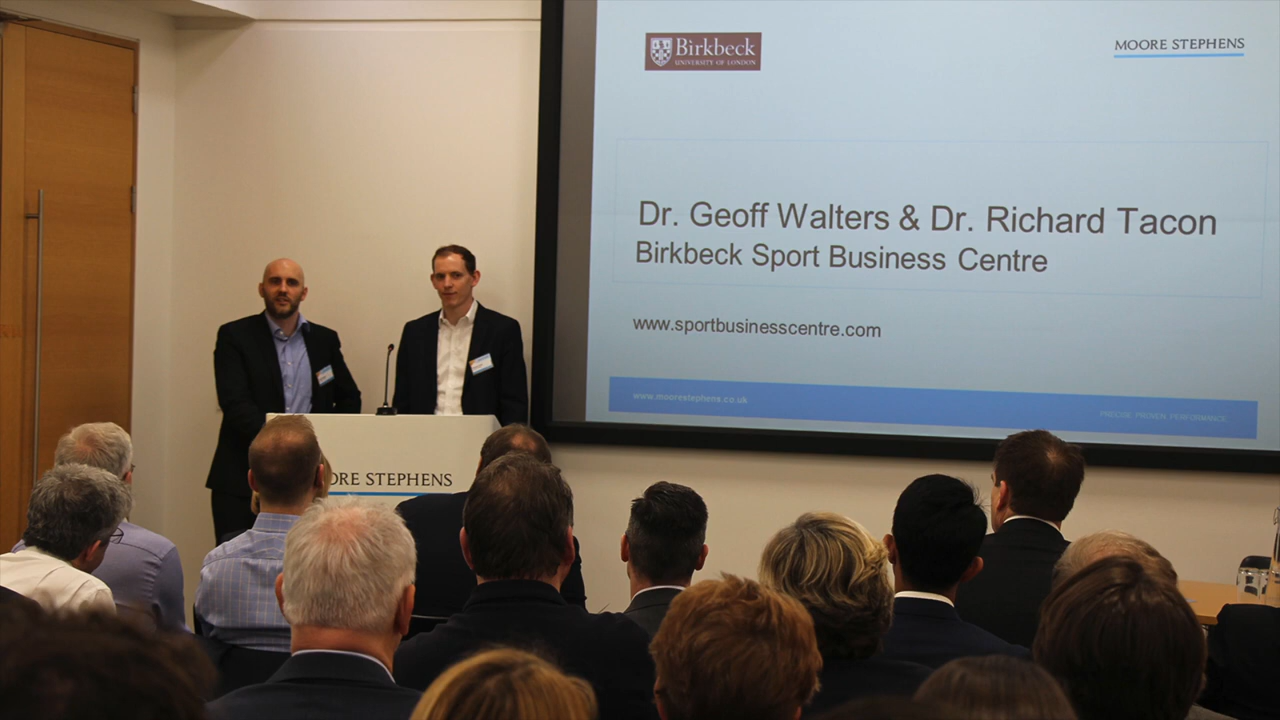 Birkbeck
UNIVERSITY OF LONDON
MOORE STEPHENS
Dr. Geoff Walters & Dr. Richard Tacon
Birkbeck Sport Business Centre
www.sportbusinesscentre.com
www.moorestephens.co.uk
PRECISE. PROVEN. PERFORMANCE.
ORE STEPHENS